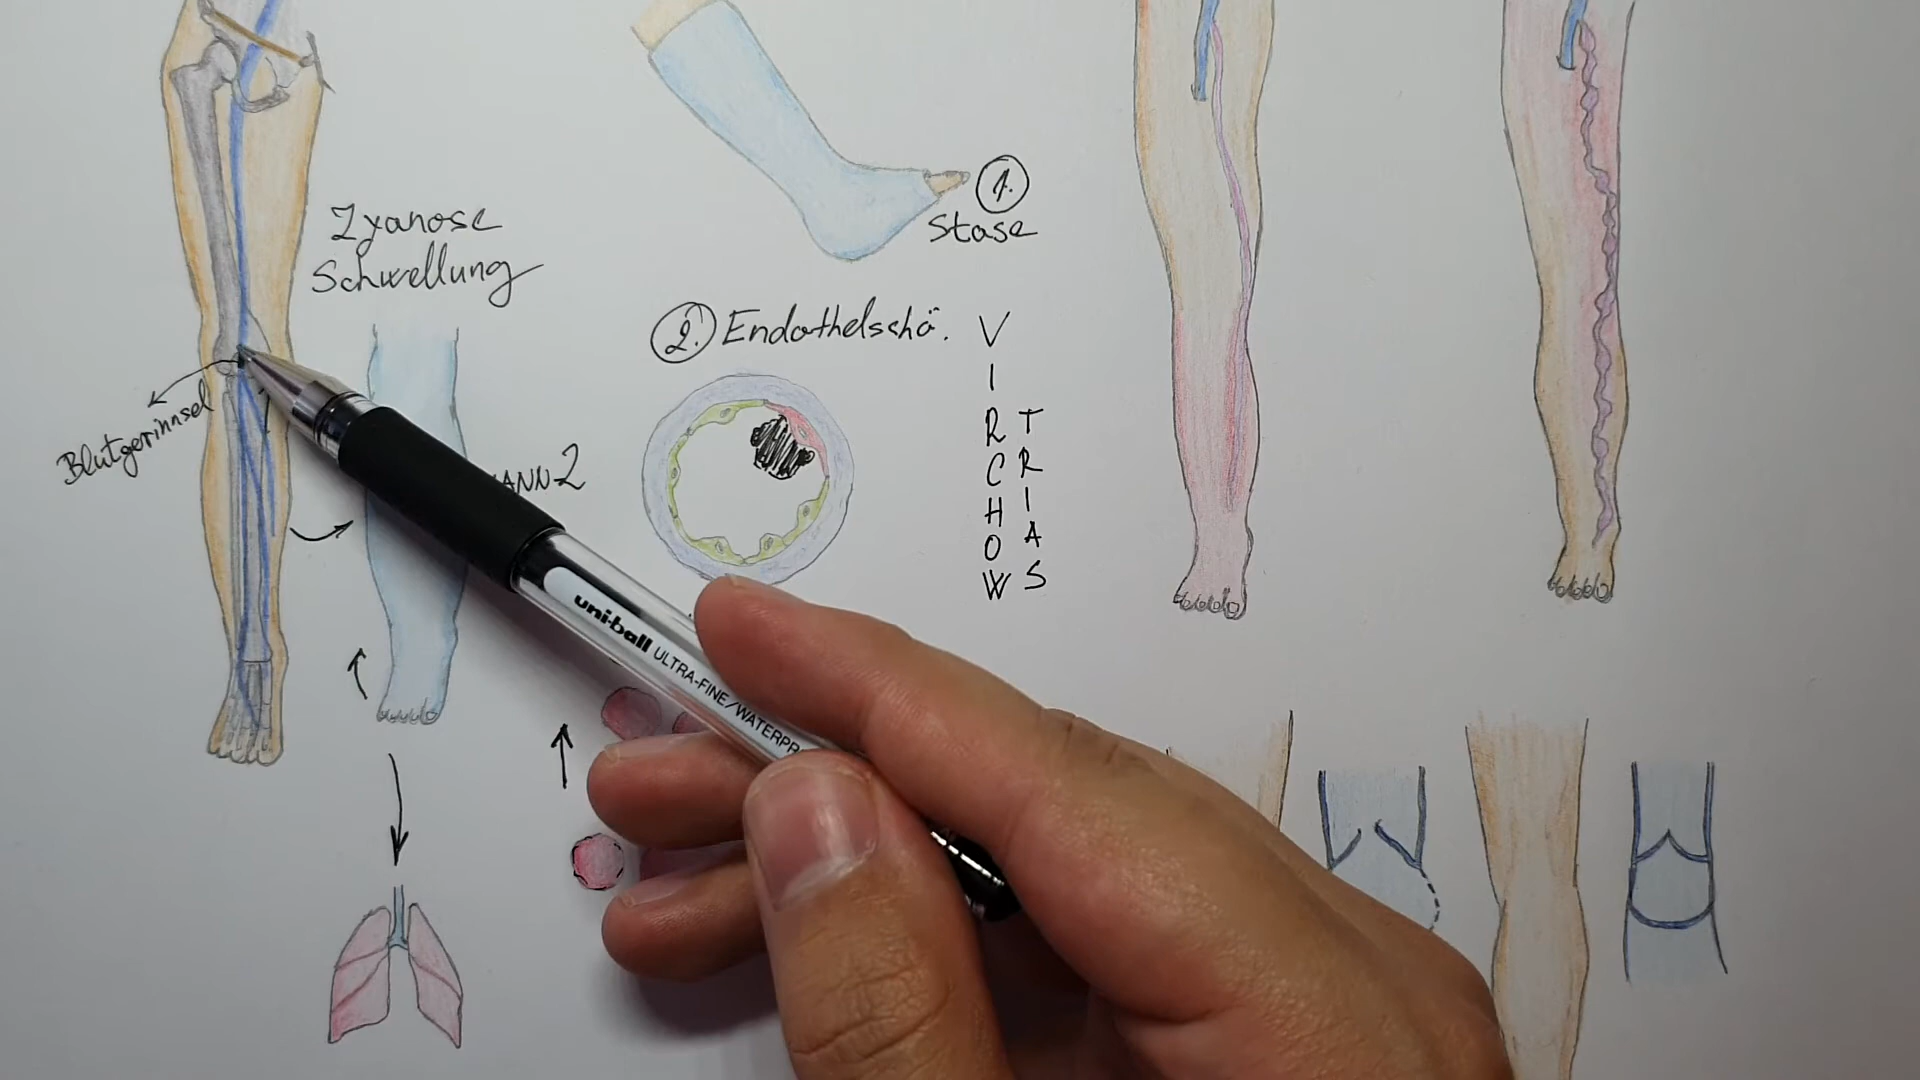 Zyanose
Schwellung
Blutgerinnsel
1.
Stase
2. Endothelschä.
VIRCHOW
TRIAS
uni-ball ULTRA-FINE/WATERPR